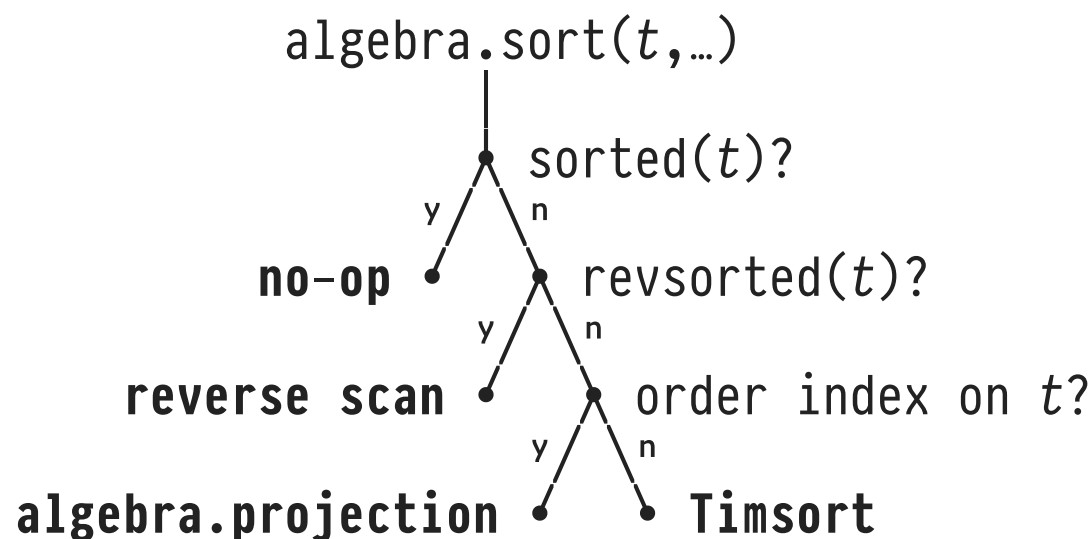 algebra.sort(t,…)
sorted(t)?
y n
no-op revsorted(t)?
y n
reverse scan order index on t?
y n
algebra.projection Timsort